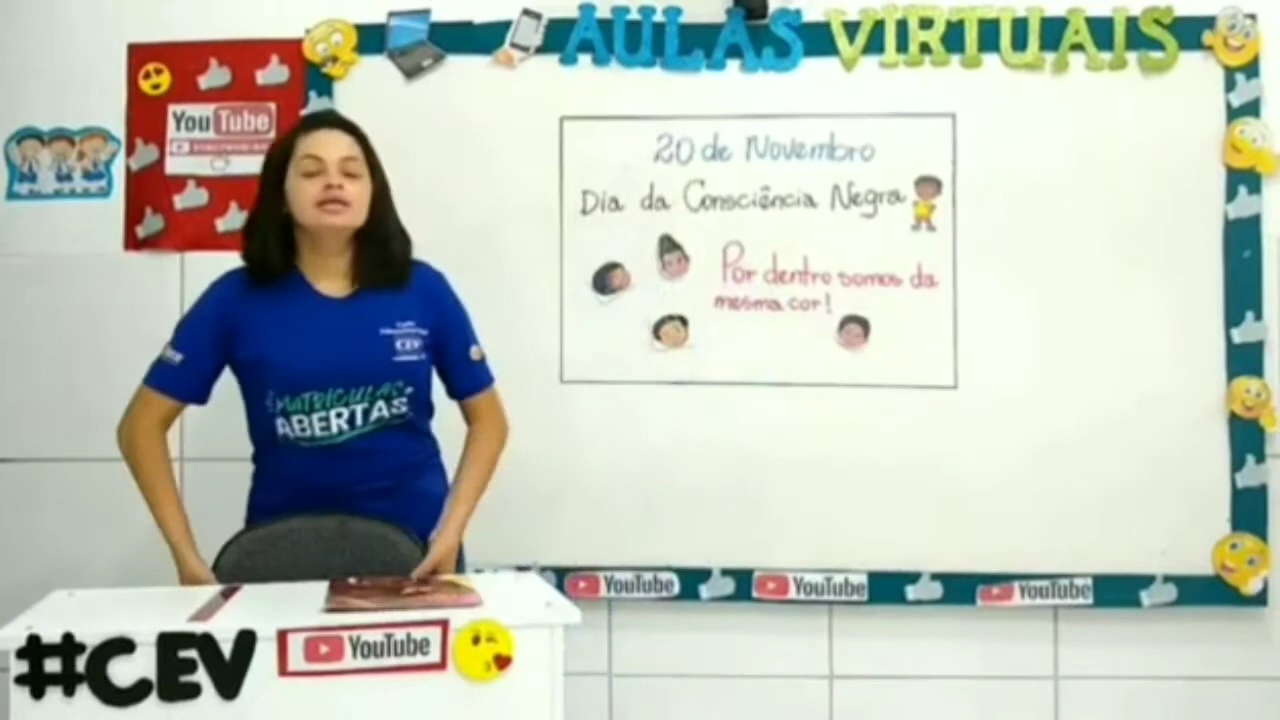 AULAS VIRTUAIS
YouTube
20 de Novembro
Dia da Consciência Negra
Por dentro somos da
mesma cor!
CEV
MATRÍCULAS
ABERTAS
YouTube
YouTube
YouTube
#CEV
YouTube